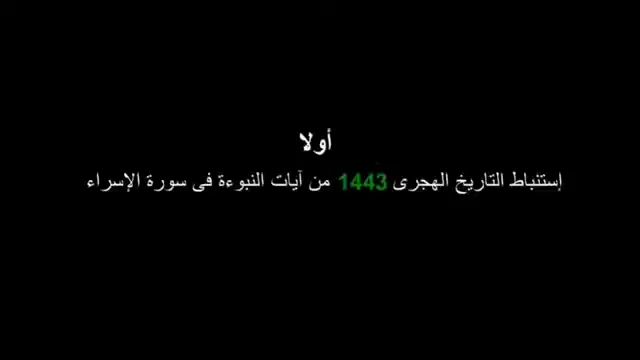 أولا
إستنباط التاريخ الهجرى 1443 من آيات النبوءة فى سورة الإسراء